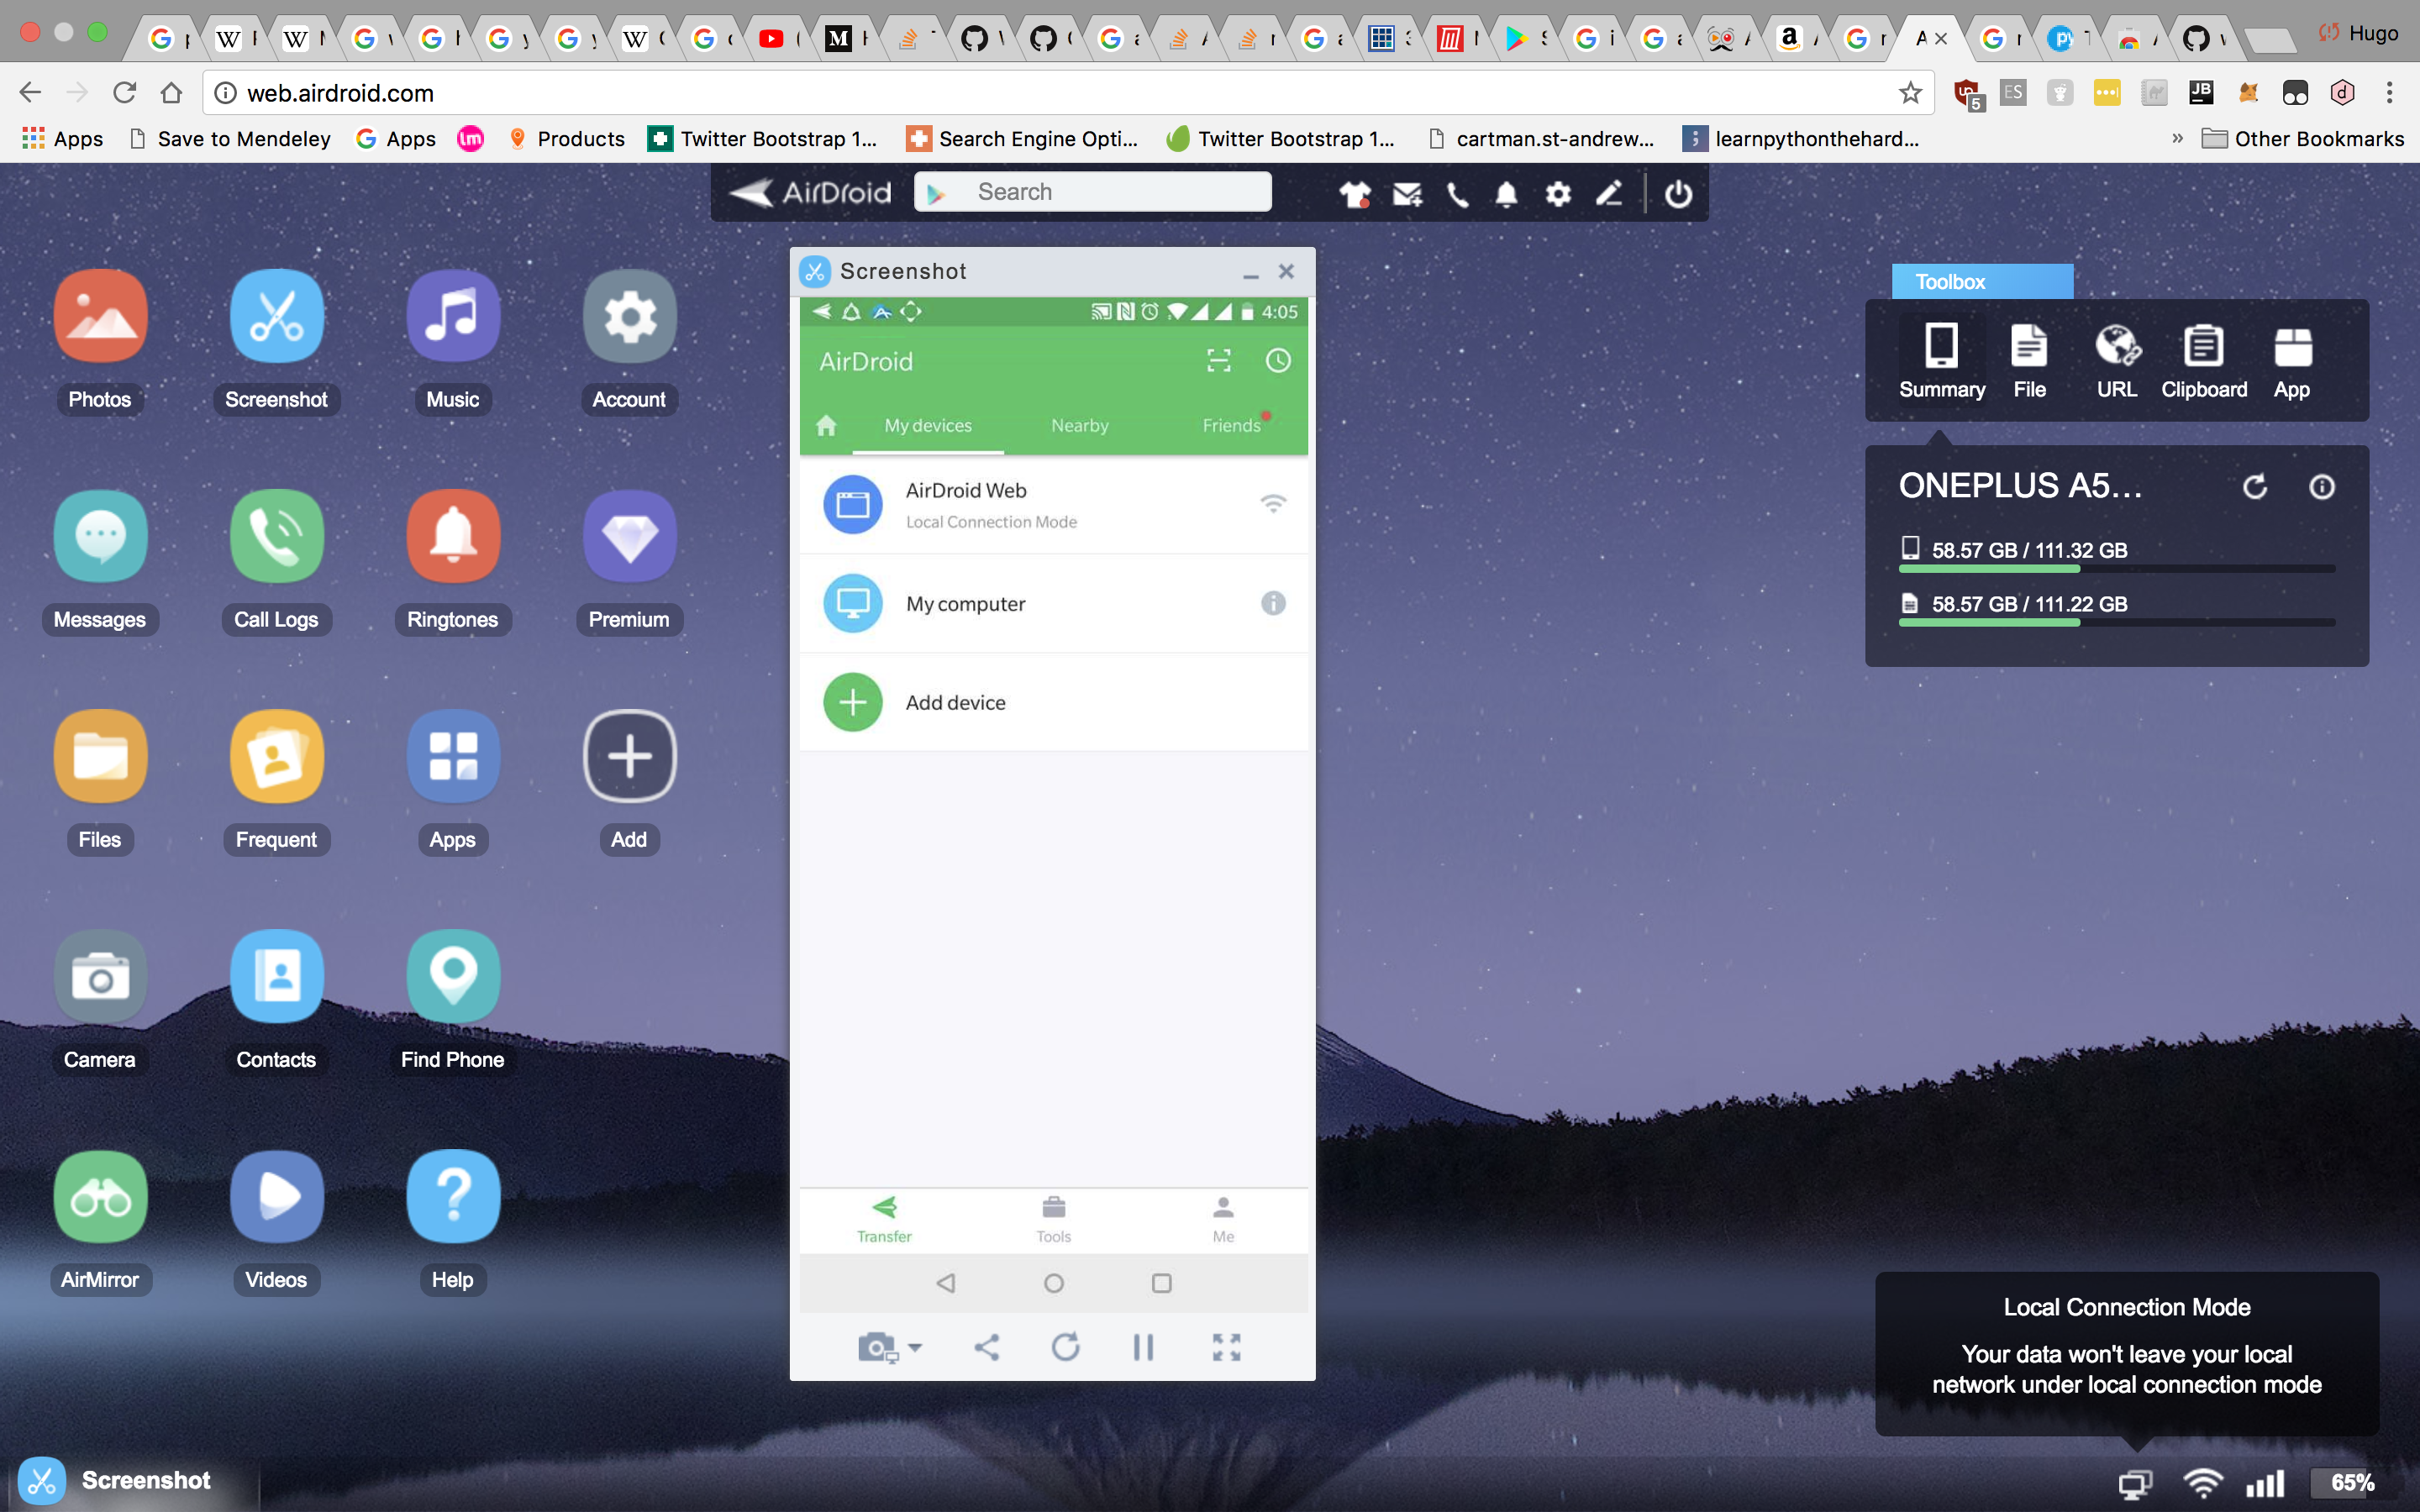 Hugo
web.airdroid.com
5
ES
JB
Apps
Save to Mendeley
Apps
lm
Products
Twitter Bootstrap 1...
Search Engine Opti...
Twitter Bootstrap 1...
cartman.st-andrew...
learnpythonthehard...
»
Other Bookmarks
AirDroid
Search
Photos
Screenshot
Music
Account
Messages
Call Logs
Ringtones
Premium
Files
Frequent
Apps
Add
Camera
Contacts
Find Phone
AirMirror
Videos
Help
Screenshot
4:05
AirDroid
My devices
Nearby
Friends
AirDroid Web
Local Connection Mode
My computer
Add device
Transfer
Tools
Me
Toolbox
Summary
File
URL
Clipboard
App
ONEPLUS A5...
58.57 GB / 111.32 GB
58.57 GB / 111.22 GB
Local Connection Mode
Your data won't leave your local
network under local connection mode
Screenshot
65%